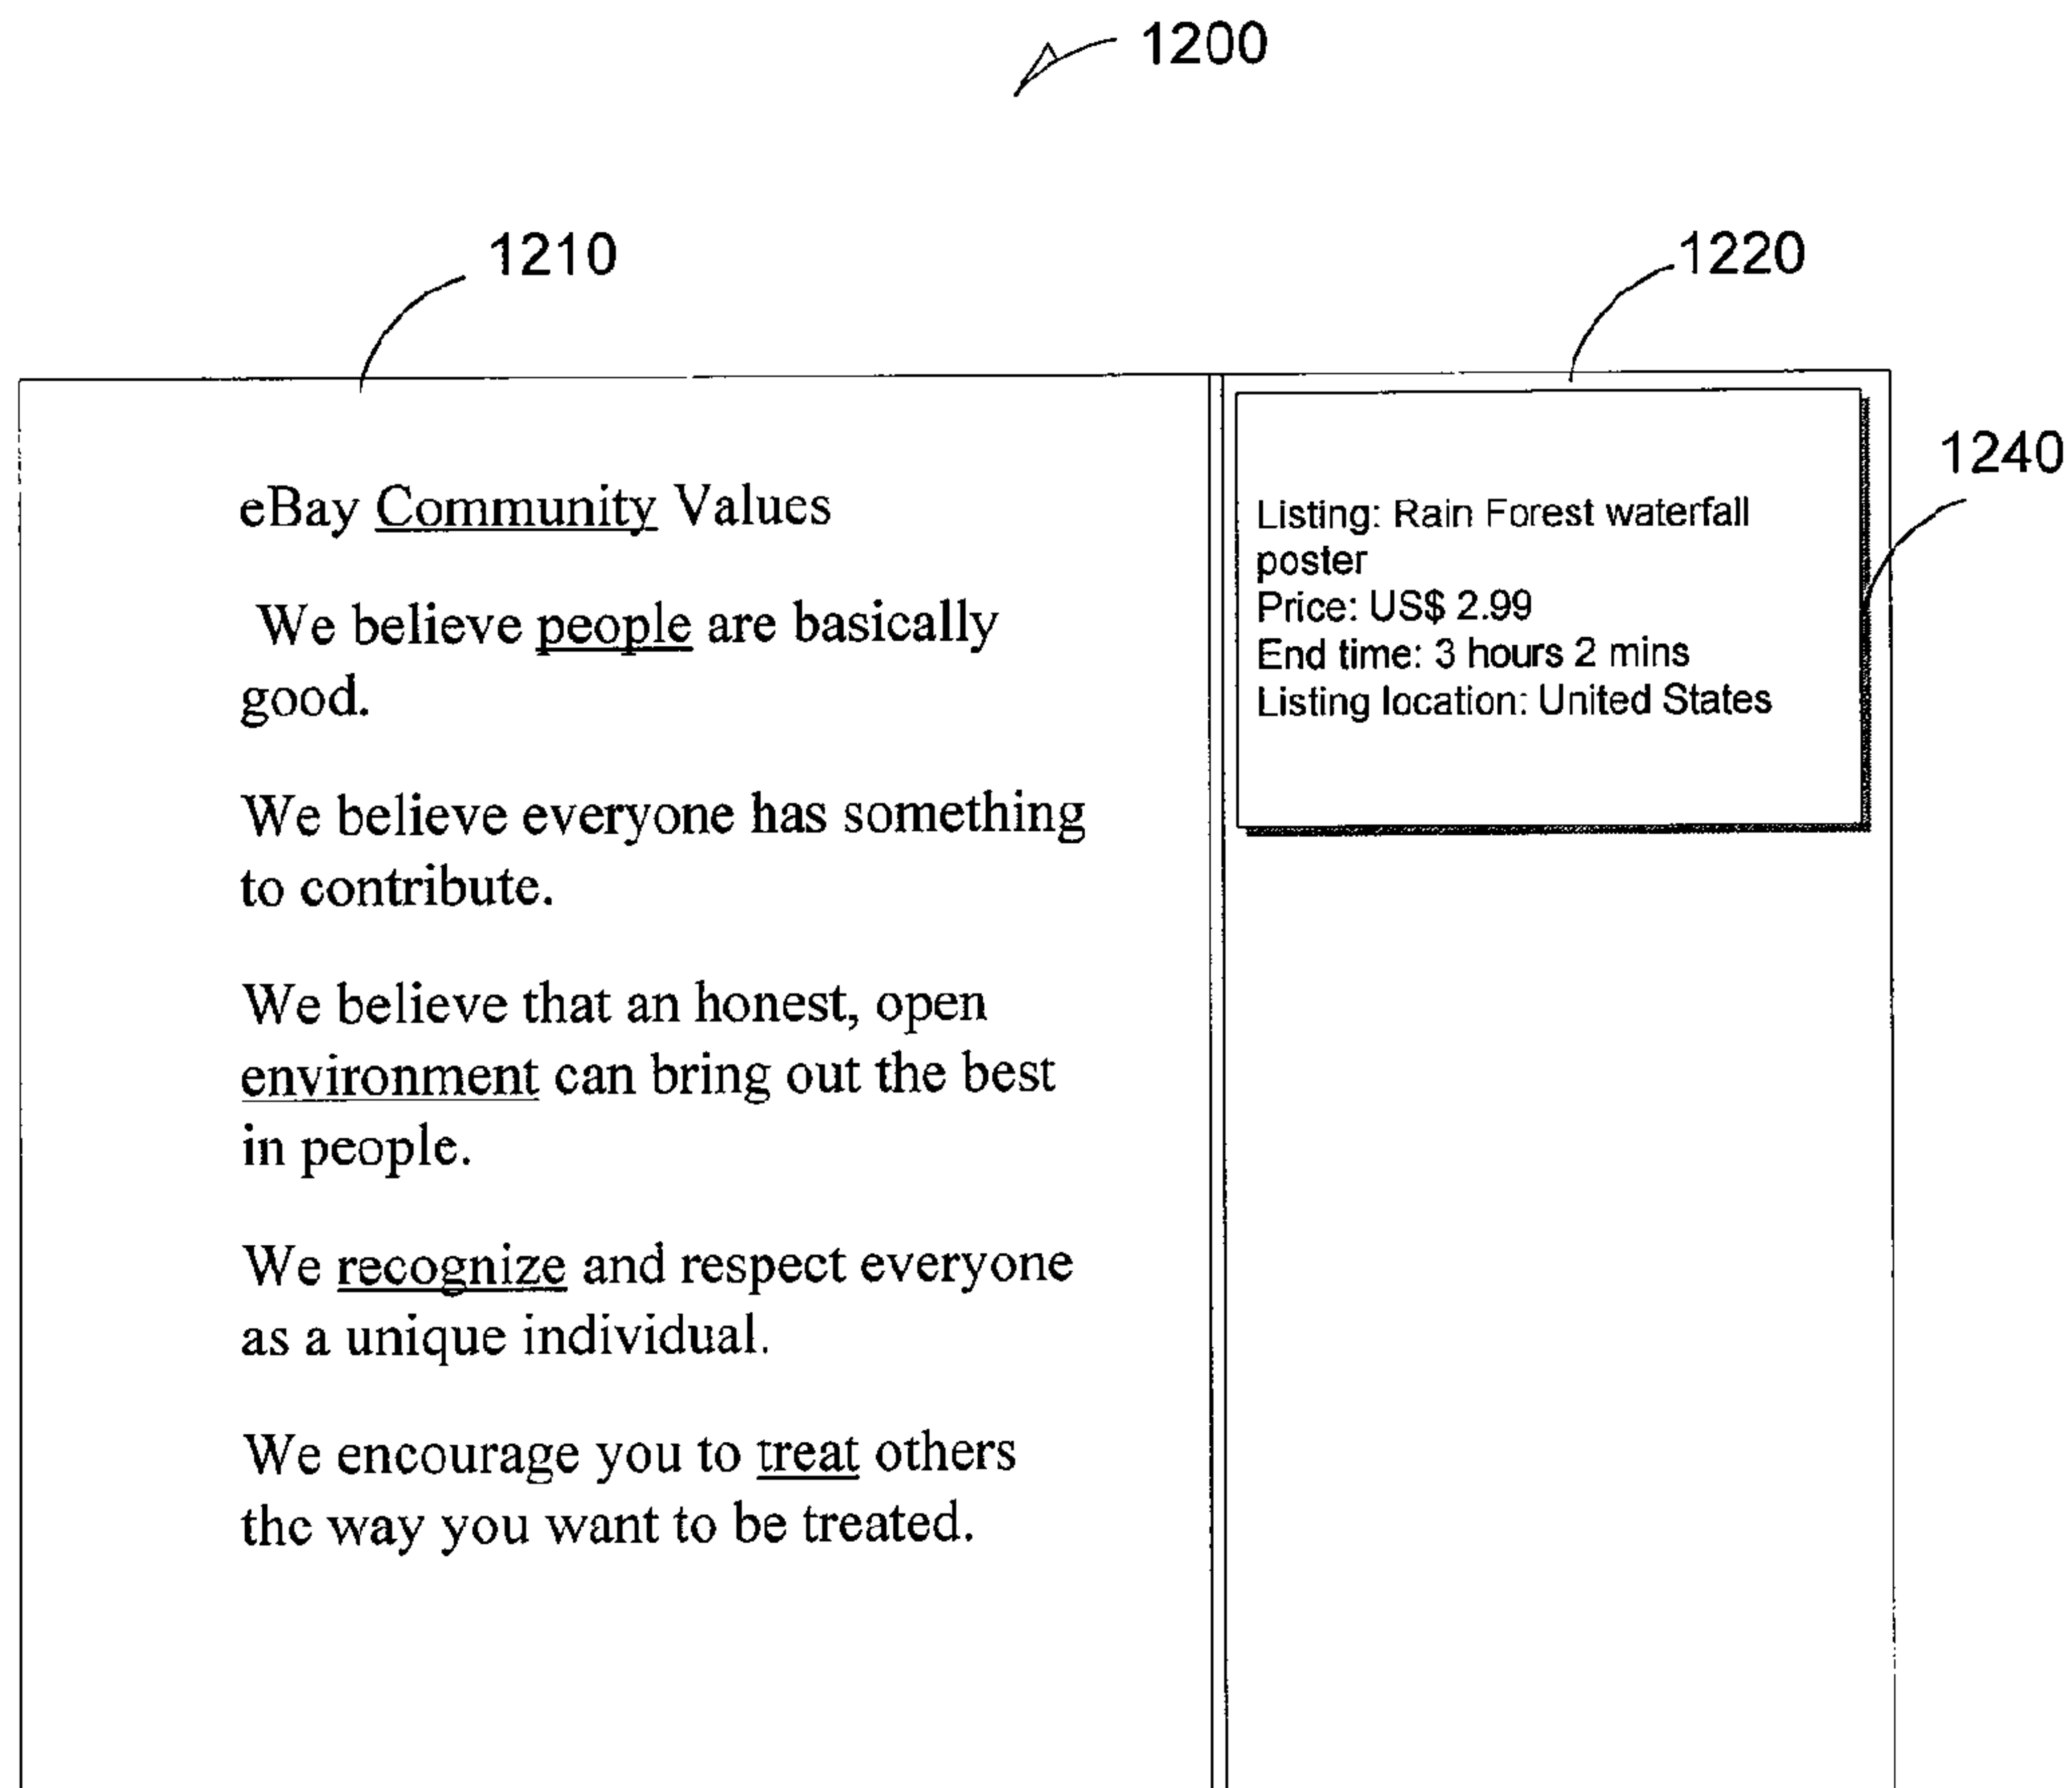 1200
1210
1220
1240
eBay Community Values
We believe people are basically
good.
We believe everyone has something
to contribute.
We believe that an honest, open
environment can bring out the best
in people.
We recognize and respect everyone
as a unique individual.
We encourage you to treat others
the way you want to be treated.
Listing: Rain Forest waterfall
poster
Price: US$ 2.99
End time: 3 hours 2 mins
Listing location: United States